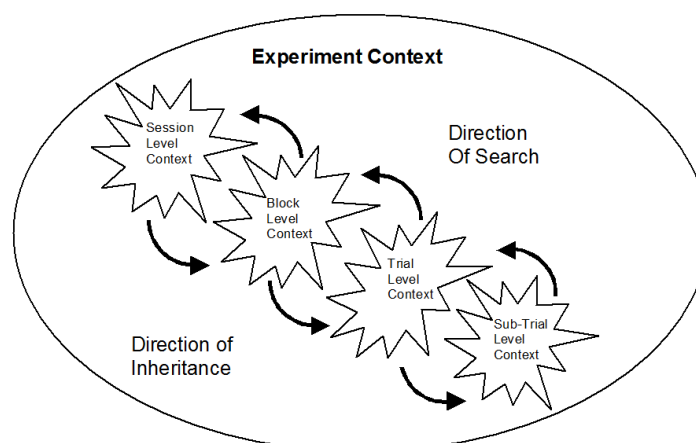 Experiment Context
Session
Level
Context
Direction
Of Search
Block
Level
Context
Trial
Level
Context
Sub-Trial
Level
Context
Direction of
Inheritance